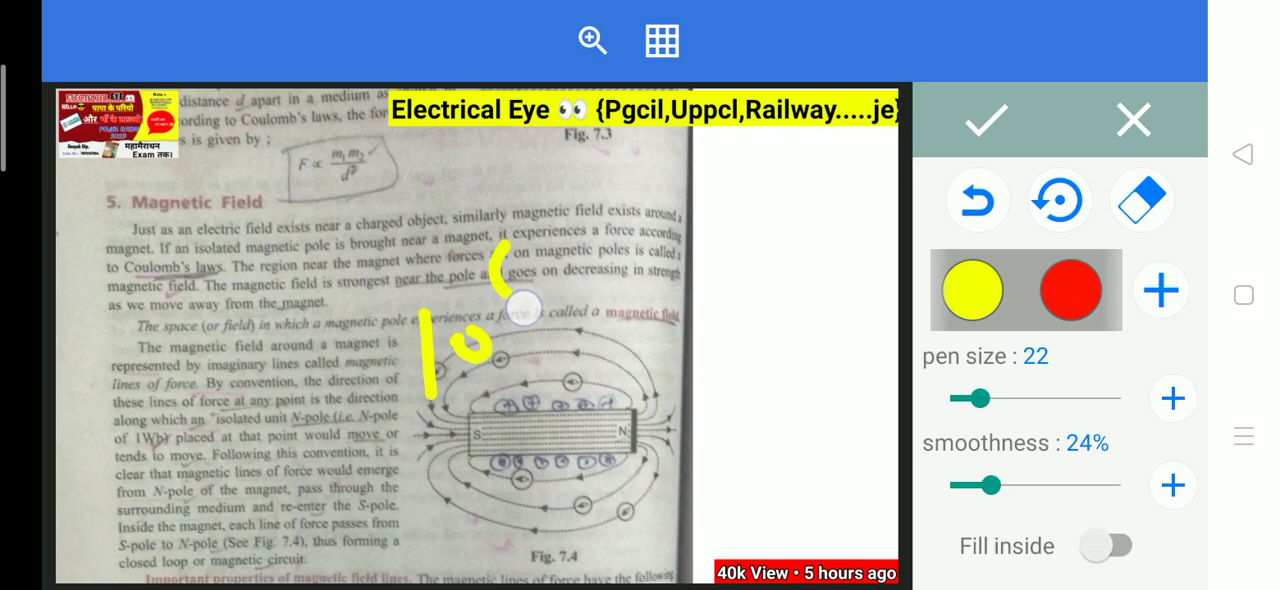 Electrical Eye 👀 {Pgcil,Uppcl,Railway.....je}
HELLO पापा के परियो
और माँ के लाडलो
महामैराथन
Exam तक।
distance d apart in a medium as
ording to Coulomb's laws, the for
s is given by ;
F ∝ m₁ m₂ / d²
Fig. 7.3
5. Magnetic Field
Just as an electric field exists near a charged object, similarly magnetic field exists around a
magnet. If an isolated magnetic pole is brought near a magnet, it experiences a force according
to Coulomb's laws. The region near the magnet where forces on magnetic poles is called a
magnetic field. The magnetic field is strongest near the pole a goes on decreasing in strength
as we move away from the magnet.
The space (or field) in which a magnetic pole experiences a force is called a magnetic field.
The magnetic field around a magnet is
represented by imaginary lines called magnetic
lines of force. By convention, the direction of
these lines of force at any point is the direction
along which an isolated unit N-pole (i.e. N-pole
of 1Wb) placed at that point would move or
tends to move. Following this convention, it is
clear that magnetic lines of force would emerge
from N-pole of the magnet, pass through the
surrounding medium and re-enter the S-pole.
Inside the magnet, each line of force passes from
S-pole to N-pole (See Fig. 7.4), thus forming a
closed loop or magnetic circuit.
S N
Fig. 7.4
Important properties of magnetic field lines. The magnetic lines of force have the following
40k View • 5 hours ago
pen size : 22
smoothness : 24%
Fill inside